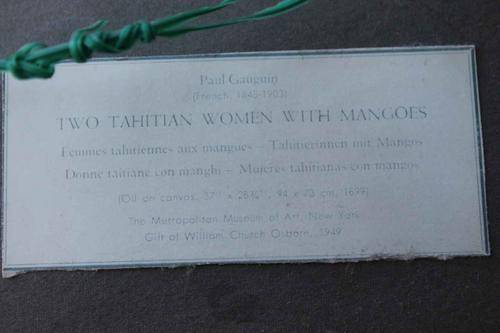 Paul Gauguin
(French, 1848-1903)
TWO TAHITIAN WOMEN WITH MANGOES
Femmes tahitiennes aux mangues – Tahitierinnen mit Mangos
Donne taitiane con manghi – Mujeres tahitianas con mangos
(Oil on canvas, 37" x 28¾", 94 x 73 cm, 1899)
The Metropolitan Museum of Art, New York
Gift of William Church Osborn, 1949